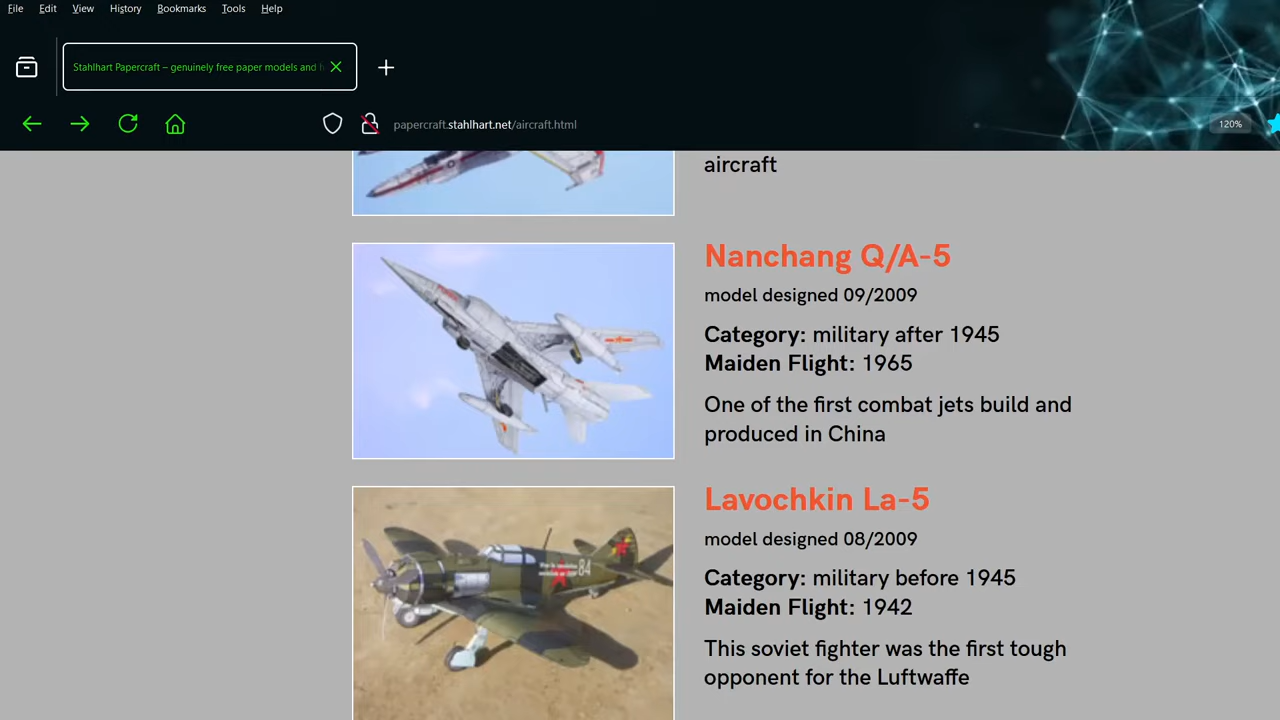 File Edit View History Bookmarks Tools Help
Stahlhart Papercraft – genuinely free paper models and
papercraft.stahlhart.net/aircraft.html
120%
aircraft
Nanchang Q/A-5
model designed 09/2009
Category: military after 1945
Maiden Flight: 1965
One of the first combat jets build and
produced in China
Lavochkin La-5
model designed 08/2009
Category: military before 1945
Maiden Flight: 1942
This soviet fighter was the first tough
opponent for the Luftwaffe
84